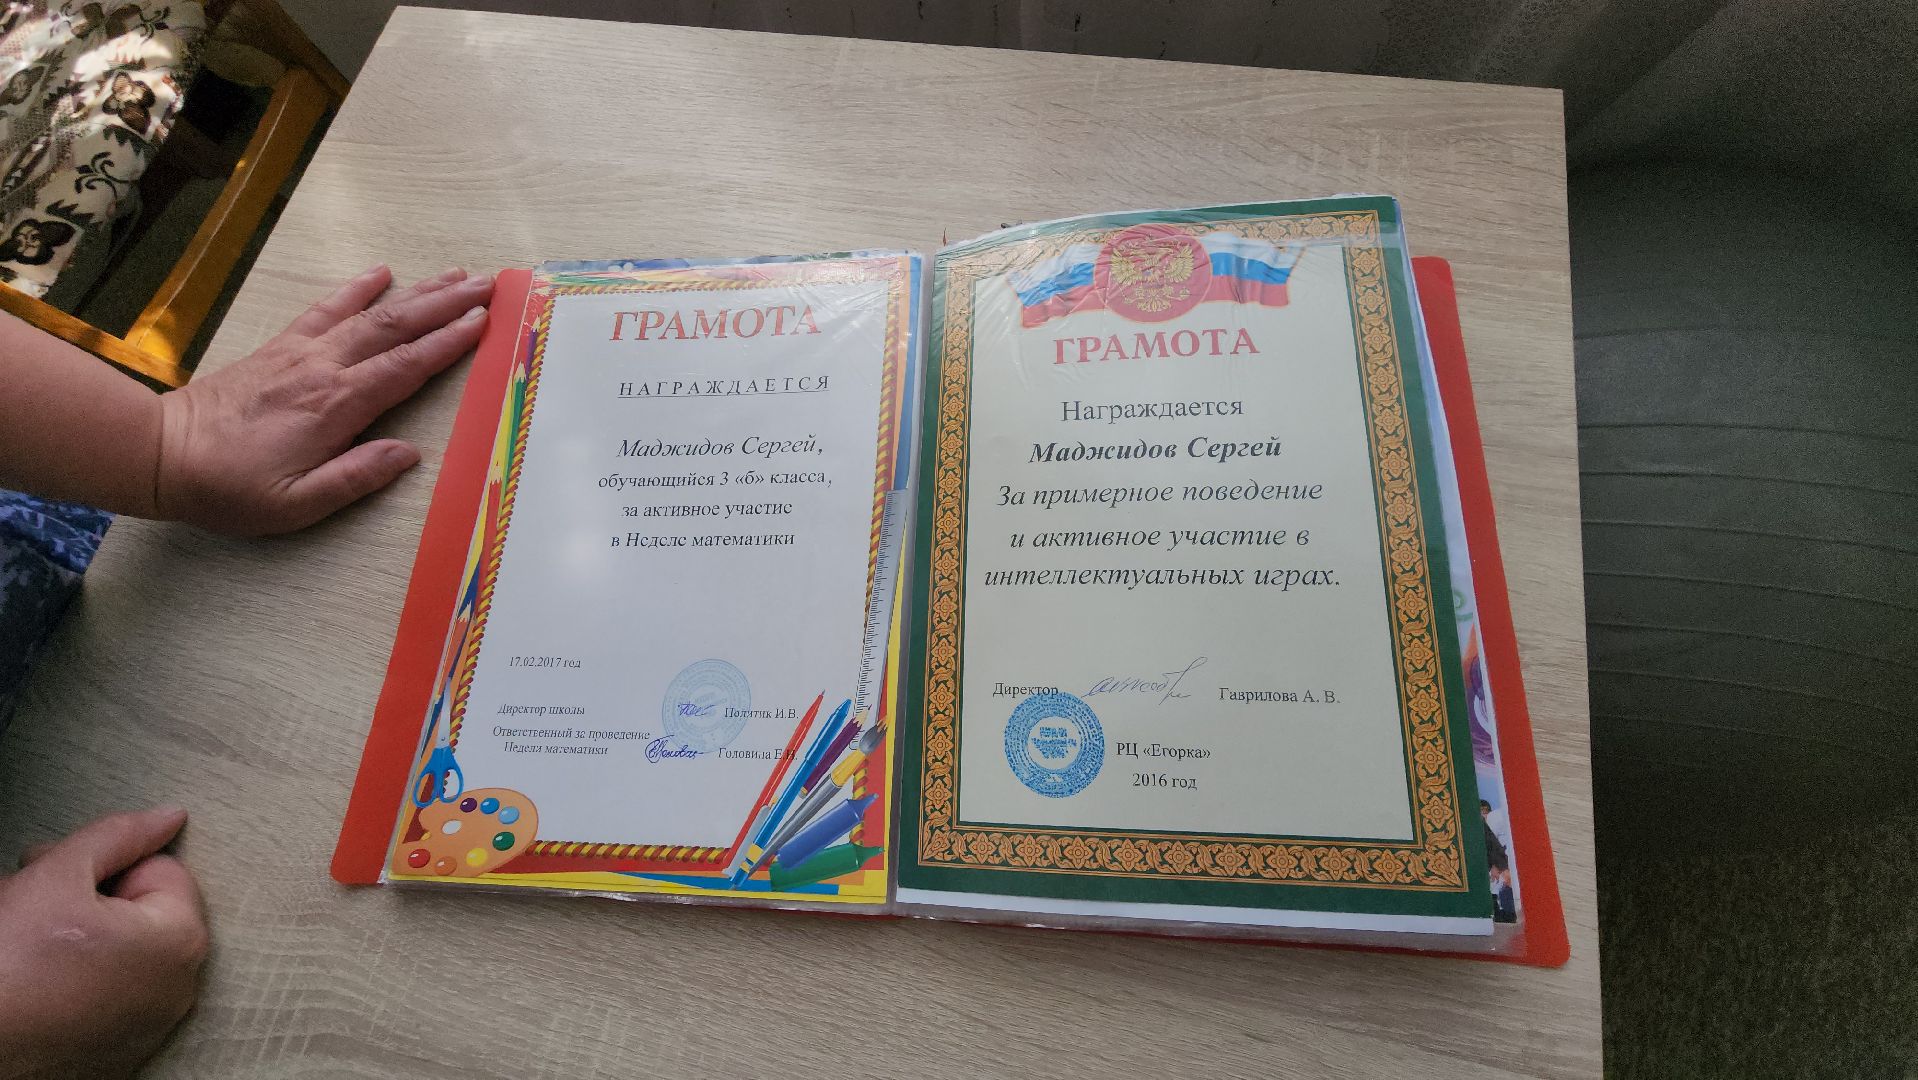 ГРАМОТА
НАГРАЖДАЕТСЯ
Маджидов Сергей,
обучающийся 3 «б» класса,
за активное участие
в Неделе математики
17.02.2017 год
Директор школы
Политик И.В.
Ответственный за проведение
Недели математики
Головина Е.Н.
ГРАМОТА
Награждается
Маджидов Сергей
За примерное поведение
и активное участие в
интеллектуальных играх.
Директор
Гаврилова А. В.
РЦ «Егорка»
2016 год